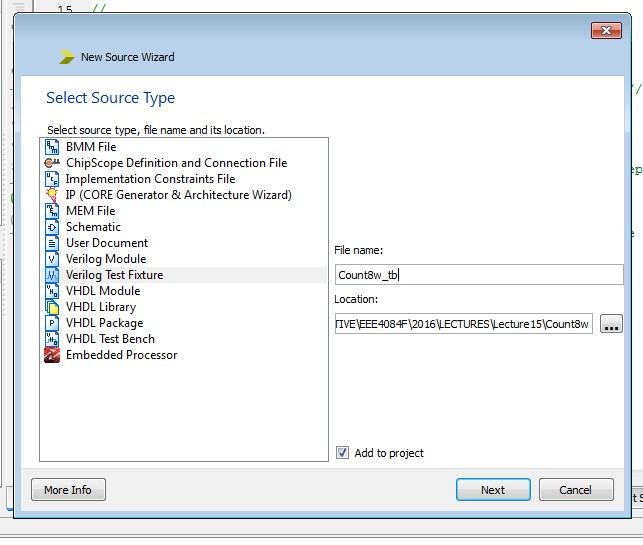 15 //
New Source Wizard
Select Source Type
Select source type, file name and its location.
BMM File
ChipScope Definition and Connection File
Implementation Constraints File
IP (CORE Generator & Architecture Wizard)
MEM File
Schematic
User Document
Verilog Module
Verilog Test Fixture
VHDL Module
VHDL Library
VHDL Package
VHDL Test Bench
Embedded Processor
File name:
Count8w_tb
Location:
TIVE\EEE4084F\2016\LECTURES\Lecture15\Count8w
...
Add to project
More Info
Next
Cancel
//
ep
e
t S